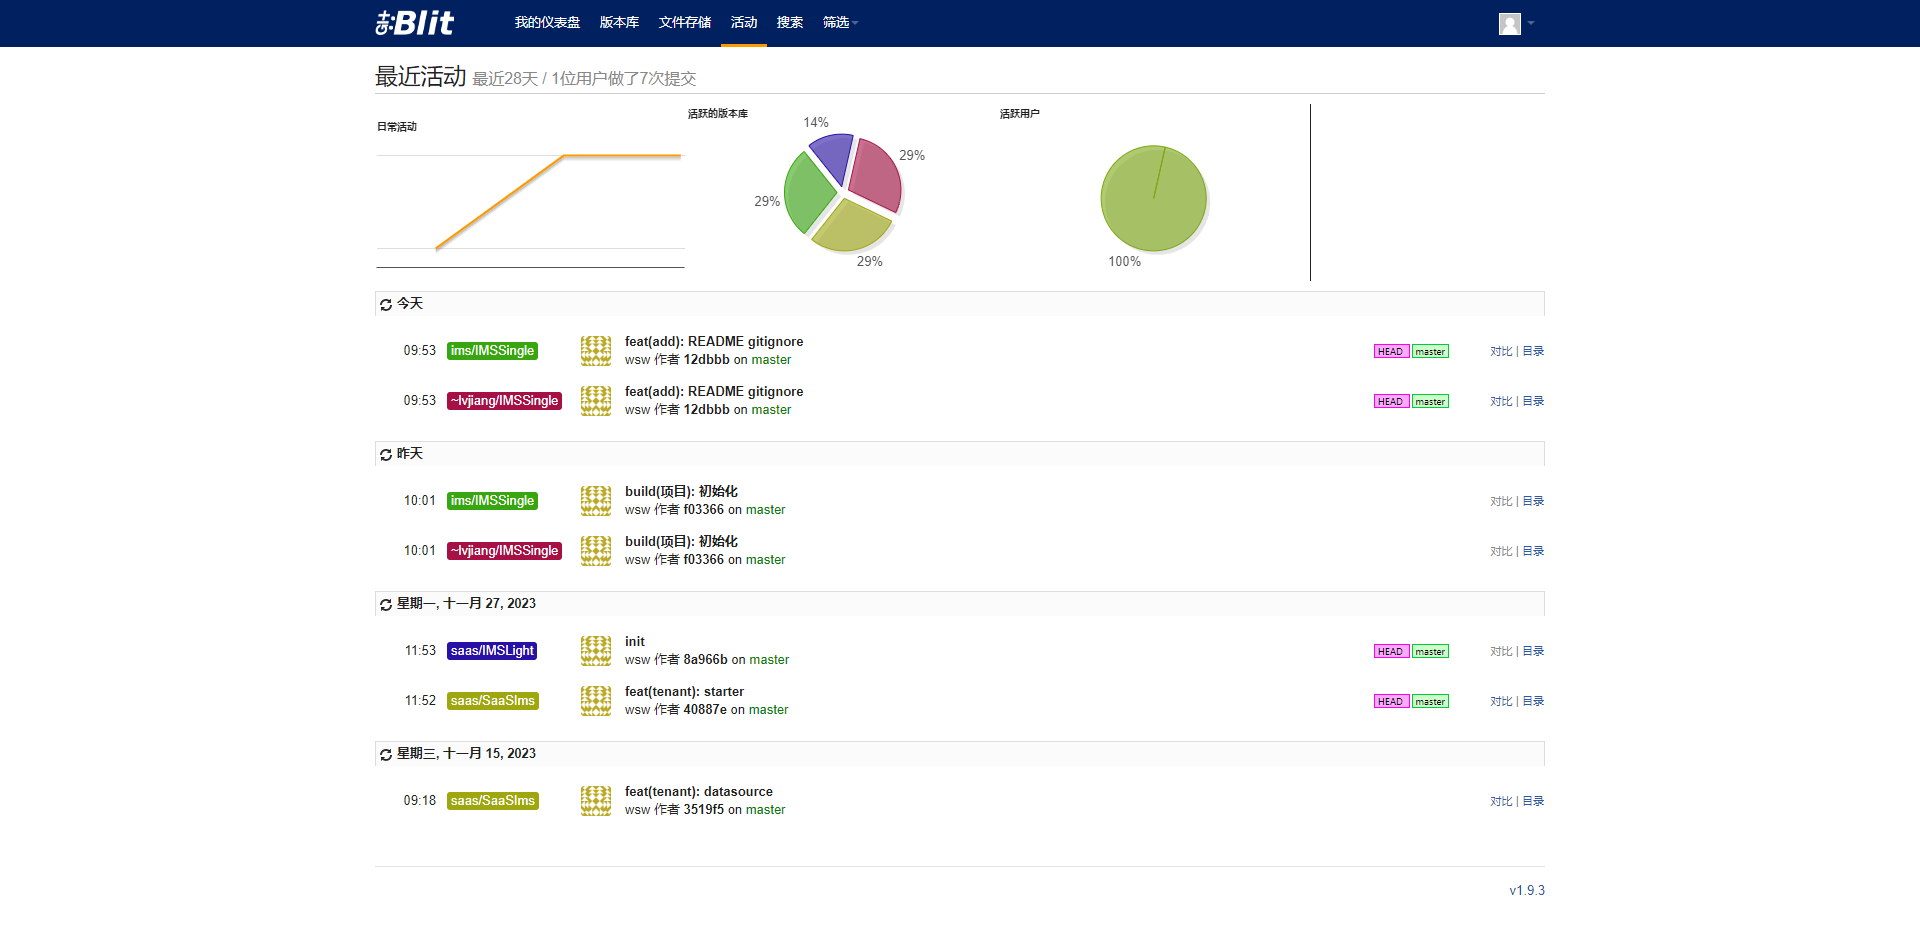 Blit 我的仪表盘 版本库 文件存储 活动 搜索 筛选
最近活动 最近28天 / 1位用户做了7次提交
日常活动
活跃的版本库
14%
29%
29%
29%
活跃用户
100%
今天
09:53 ims/IMSSingle feat(add): README gitignore
wsw 作者 12dbbb on master
HEAD master 对比 | 目录
09:53 ~lvjiang/IMSSingle feat(add): README gitignore
wsw 作者 12dbbb on master
HEAD master 对比 | 目录
昨天
10:01 ims/IMSSingle build(项目): 初始化
wsw 作者 f03366 on master
对比 | 目录
10:01 ~lvjiang/IMSSingle build(项目): 初始化
wsw 作者 f03366 on master
对比 | 目录
星期一, 十一月 27, 2023
11:53 saas/IMSLight init
wsw 作者 8a966b on master
HEAD master 对比 | 目录
11:52 saas/SaaSIms feat(tenant): starter
wsw 作者 40887e on master
HEAD master 对比 | 目录
星期三, 十一月 15, 2023
09:18 saas/SaaSIms feat(tenant): datasource
wsw 作者 3519f5 on master
对比 | 目录
v1.9.3